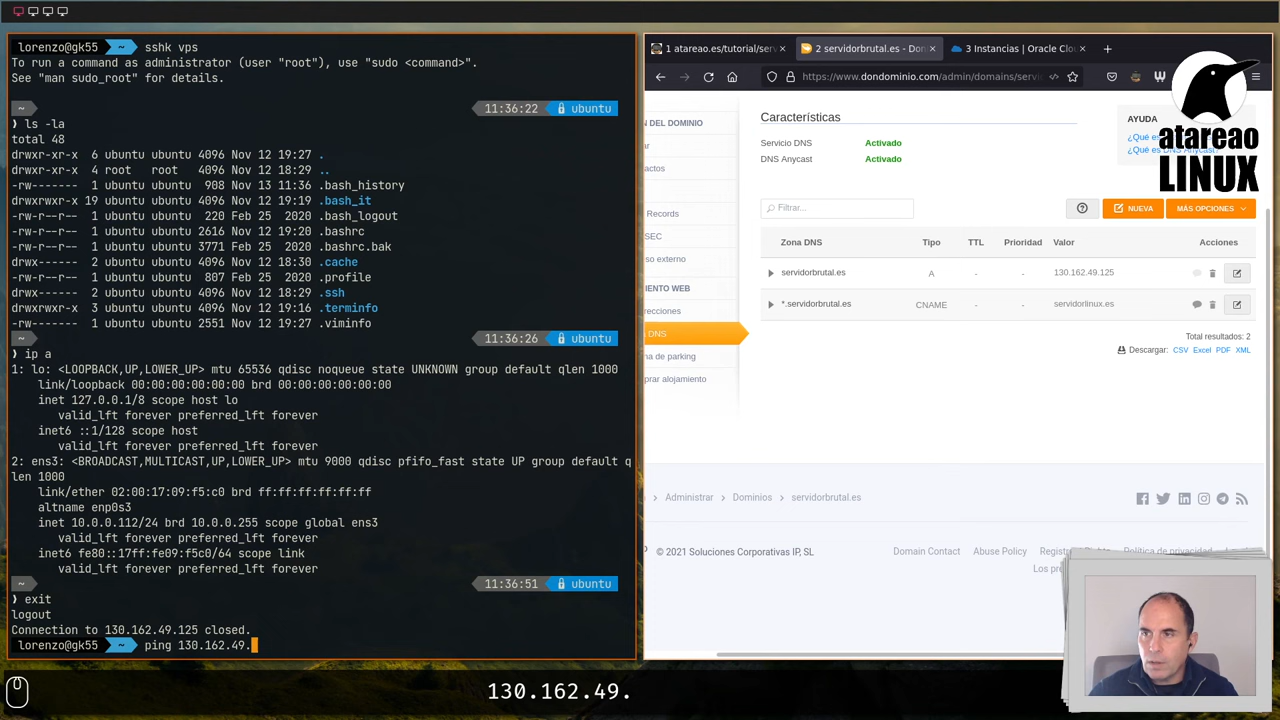 lorenzo@gk55 ~ sshk vps
To run a command as administrator (user "root"), use "sudo <command>".
See "man sudo_root" for details.
~ 11:36:22 ubuntu
❯ ls -la
total 48
drwxr-xr-x 6 ubuntu ubuntu 4096 Nov 12 19:27 .
drwxr-xr-x 4 root root 4096 Nov 12 18:29 ..
-rw------- 1 ubuntu ubuntu 908 Nov 13 11:36 .bash_history
drwxrwxr-x 19 ubuntu ubuntu 4096 Nov 12 19:19 .bash_it
-rw-r--r-- 1 ubuntu ubuntu 220 Feb 25 2020 .bash_logout
-rw-r--r-- 1 ubuntu ubuntu 2616 Nov 12 19:20 .bashrc
-rw-r--r-- 1 ubuntu ubuntu 3771 Feb 25 2020 .bashrc.bak
drwx------ 2 ubuntu ubuntu 4096 Nov 12 18:30 .cache
-rw-r--r-- 1 ubuntu ubuntu 807 Feb 25 2020 .profile
drwx------ 2 ubuntu ubuntu 4096 Nov 12 18:29 .ssh
drwxrwxr-x 2 ubuntu ubuntu 4096 Nov 12 19:16 .terminfo
-rw------- 1 ubuntu ubuntu 2551 Nov 12 19:27 .viminfo
~ 11:36:26 ubuntu
❯ ip a
1: lo: <LOOPBACK,UP,LOWER_UP> mtu 65536 qdisc noqueue state UNKNOWN group default qlen 1000
link/loopback 00:00:00:00:00:00 brd 00:00:00:00:00:00
inet 127.0.0.1/8 scope host lo
valid_lft forever preferred_lft forever
inet6 ::1/128 scope host
valid_lft forever preferred_lft forever
2: ens3: <BROADCAST,MULTICAST,UP,LOWER_UP> mtu 9000 qdisc pfifo_fast state UP group default q
len 1000
link/ether 02:00:17:09:f5:c0 brd ff:ff:ff:ff:ff:ff
altname enp0s3
inet 10.0.0.112/24 brd 10.0.0.255 scope global ens3
valid_lft forever preferred_lft forever
inet6 fe80::17ff:fe09:f5c0/64 scope link
valid_lft forever preferred_lft forever
~ 11:36:51 ubuntu
❯ exit
logout
Connection to 130.162.49.125 closed.
lorenzo@gk55 ~ ping 130.162.49.
1 atareao.es/tutorial/ser
2 servidorbrutal.es - Don
3 Instancias | Oracle Clou
https://www.dondominio.com/admin/domains/servi
atareao
LINUX
N DEL DOMINIO
ar
actos
Records
SEC
so externo
IENTO WEB
recciones
DNS
na de parking
prar alojamiento
Características
Servicio DNS Activado
DNS Anycast Activado
AYUDA
¿Qué es
¿Qué es DNS Anycast?
Filtrar...
NUEVA
MÁS OPCIONES
Zona DNS Tipo TTL Prioridad Valor Acciones
servidorbrutal.es A - - 130.162.49.125
*.servidorbrutal.es CNAME - - servidorlinux.es
Total resultados: 2
Descargar: CSV Excel PDF XML
Administrar Dominios servidorbrutal.es
© 2021 Soluciones Corporativas IP, SL
Domain Contact Abuse Policy Política de privacidad
Los pre
130.162.49.